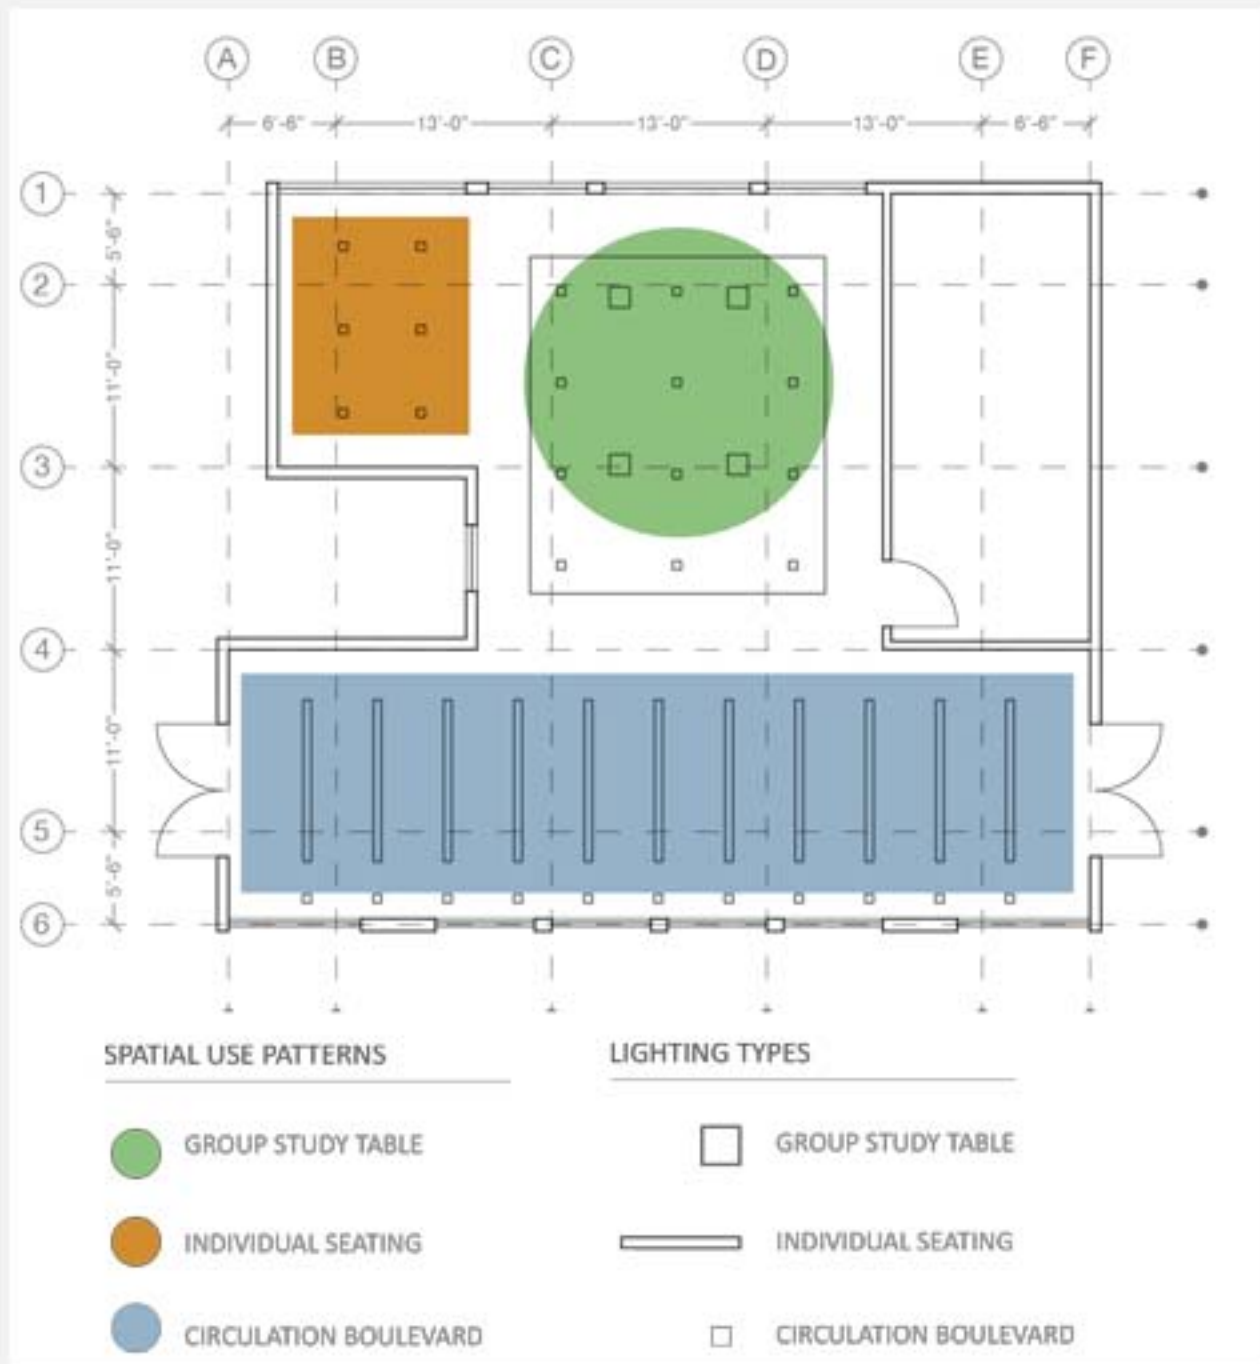 A B C D E F
6'-6" 13'-0" 13'-0" 13'-0" 6'-6"
1
5'-6"
2
11'-0"
3
11'-0"
4
11'-0"
5
5'-6"
6
SPATIAL USE PATTERNS
GROUP STUDY TABLE
INDIVIDUAL SEATING
CIRCULATION BOULEVARD
LIGHTING TYPES
GROUP STUDY TABLE
INDIVIDUAL SEATING
CIRCULATION BOULEVARD